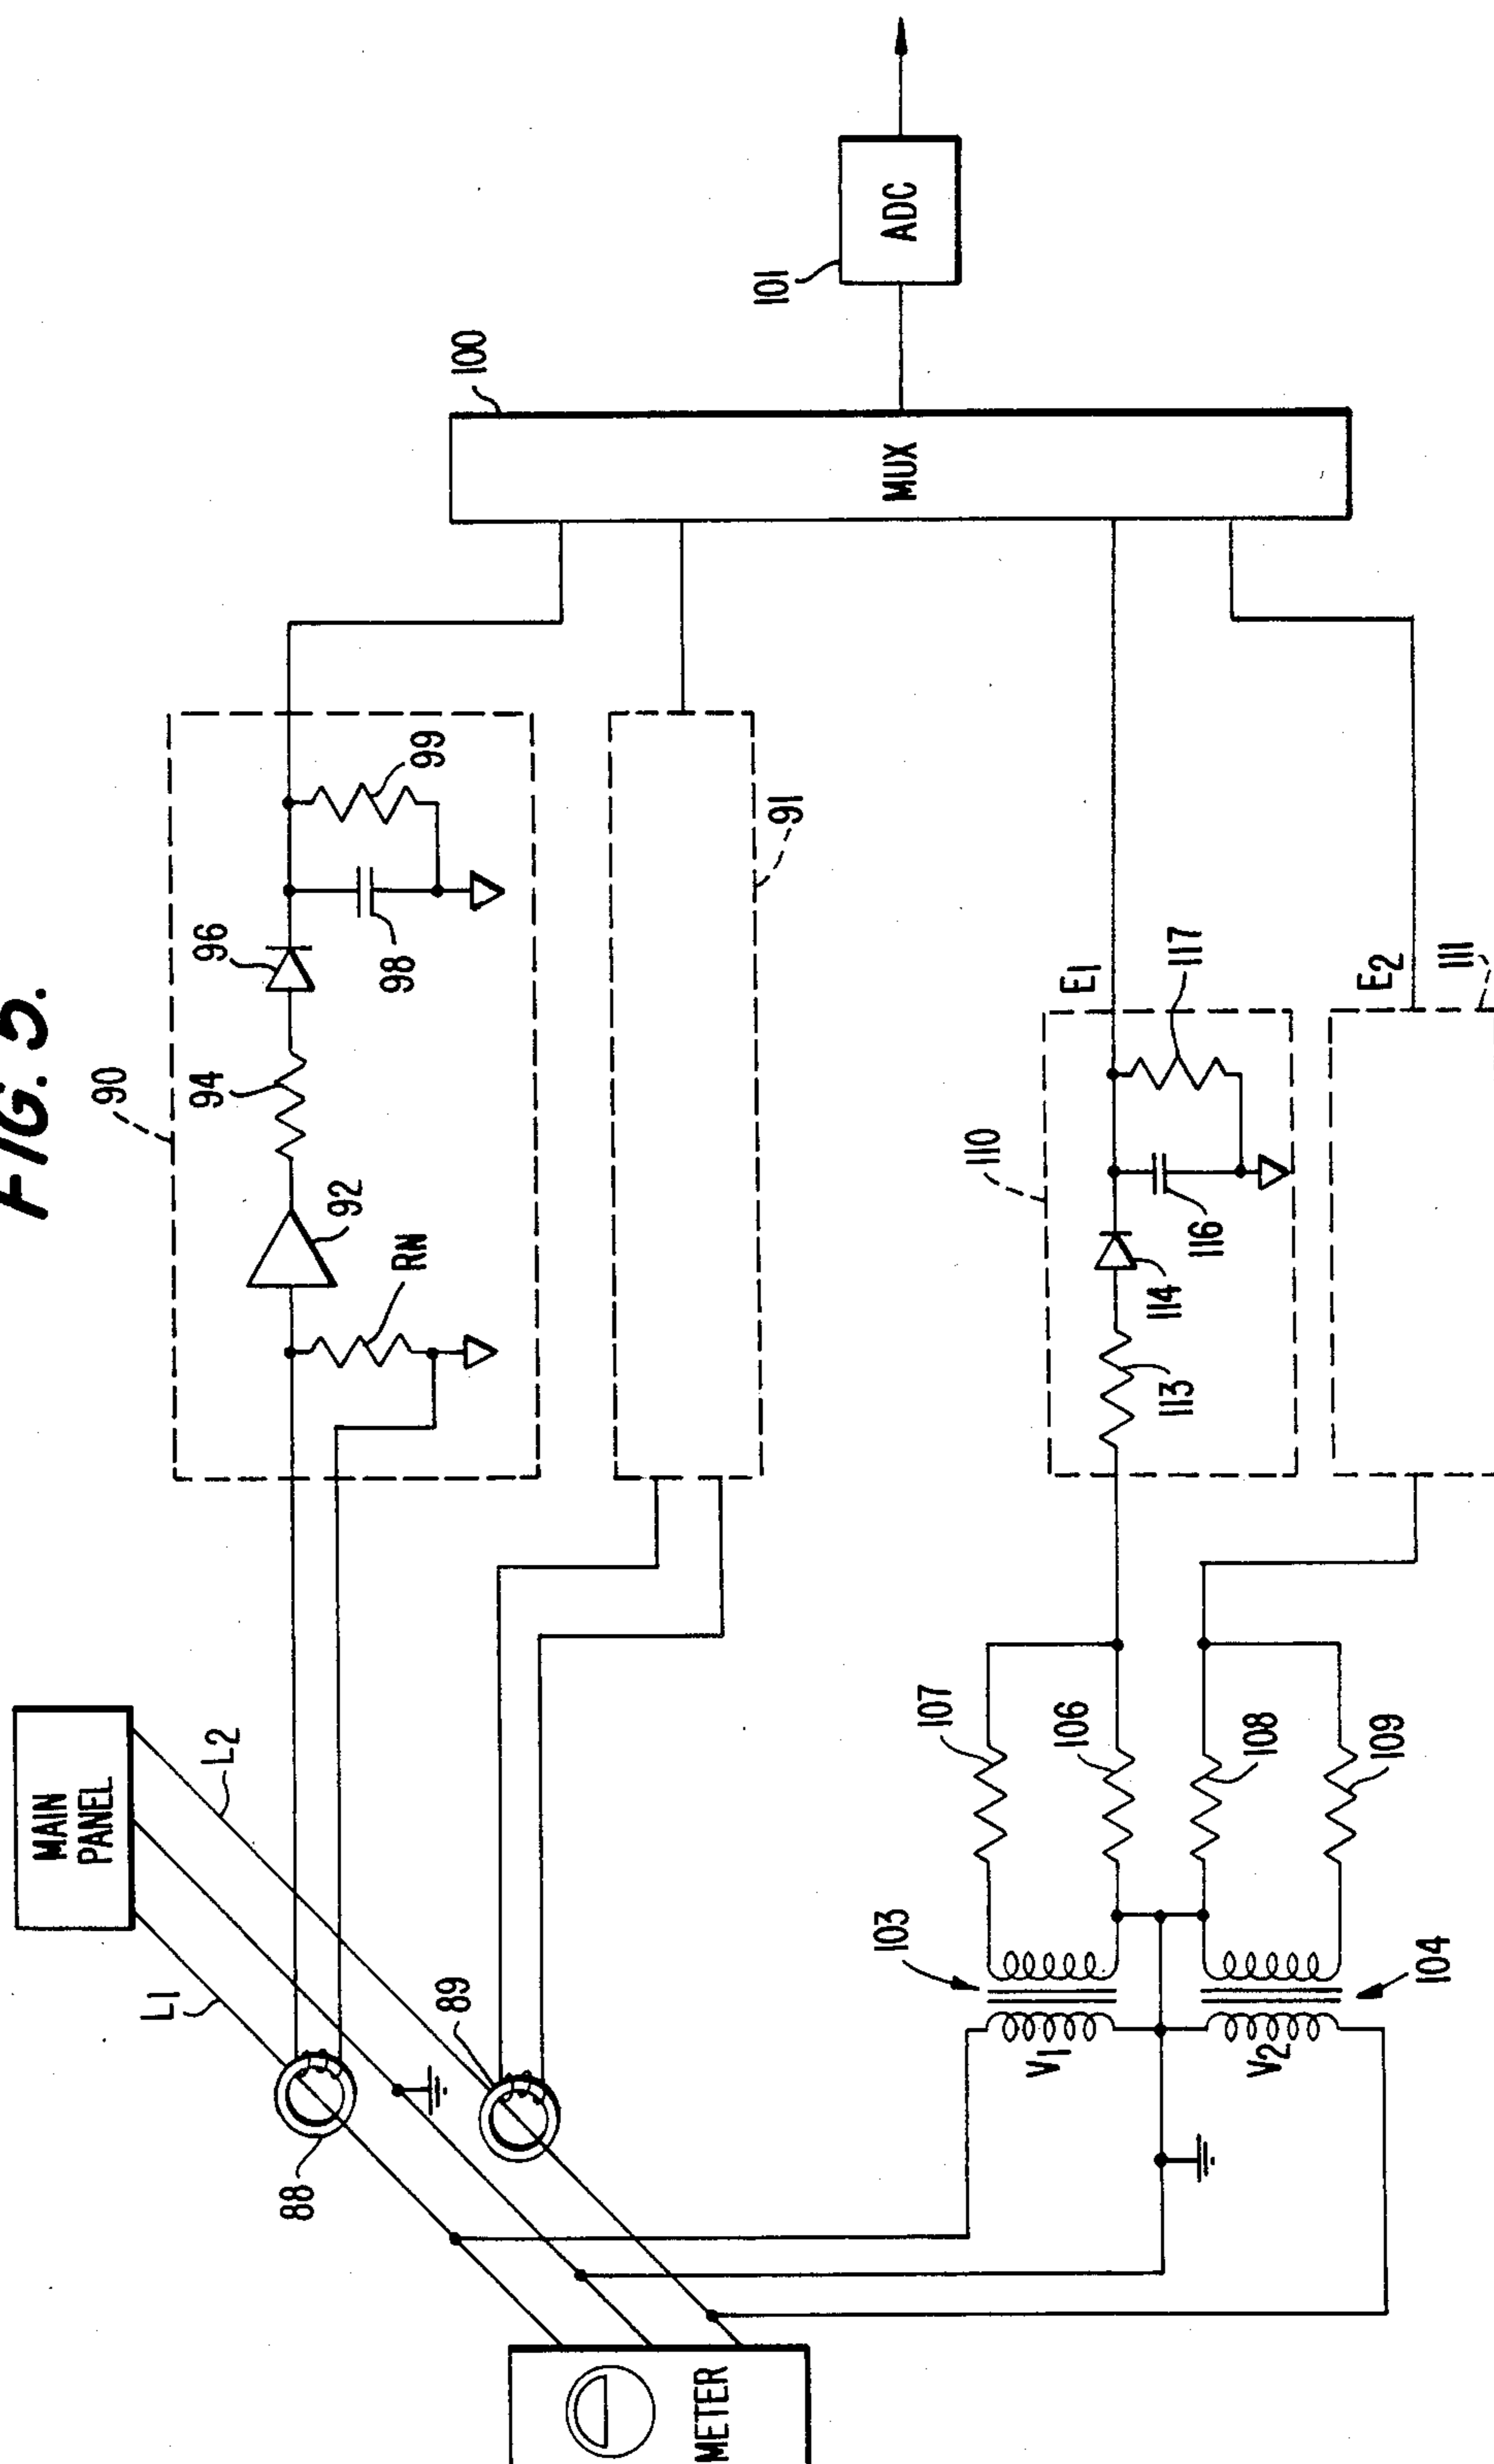 FIG. 5.
METER
MAIN
PANEL
L1
L2
88
89
90
RN
92
94
96
98
99
91
100
MUX
101
ADC
103
V1
V2
104
107
106
108
109
110
113
114
116
117
E1
E2
111